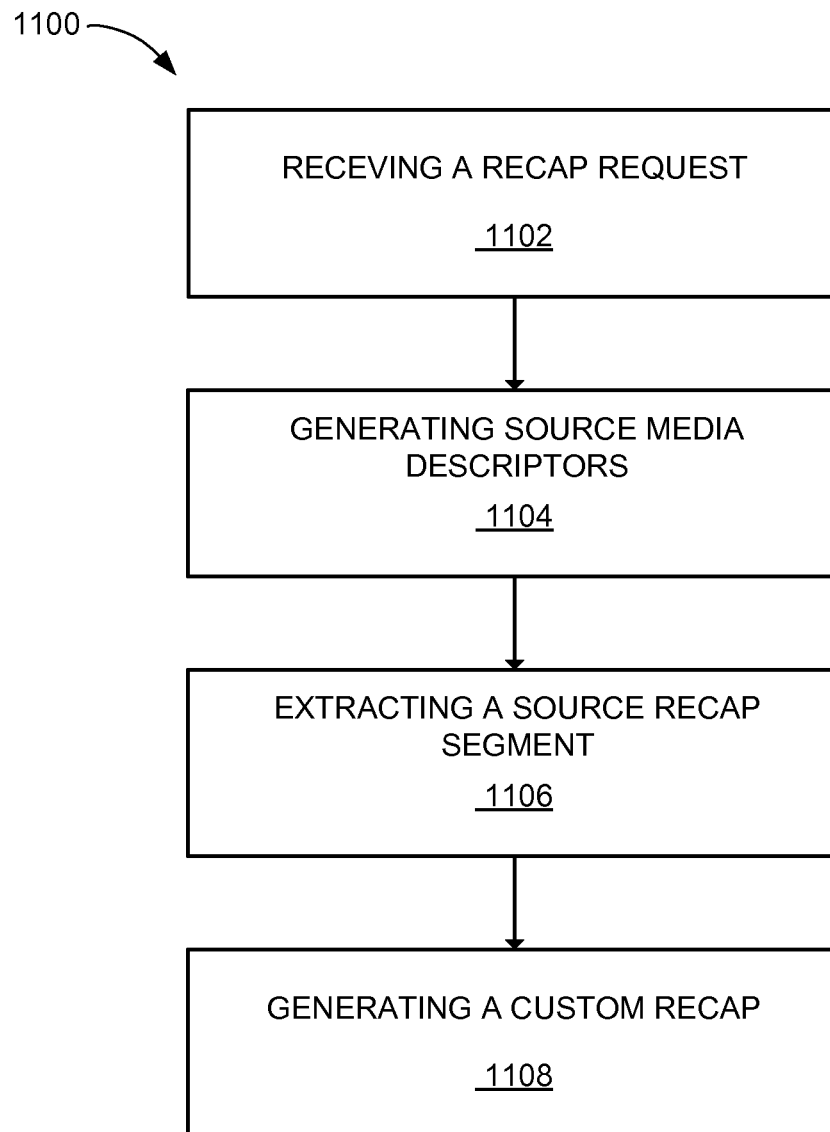 1100
RECEVING A RECAP REQUEST
1102
GENERATING SOURCE MEDIA
DESCRIPTORS
1104
EXTRACTING A SOURCE RECAP
SEGMENT
1106
GENERATING A CUSTOM RECAP
1108